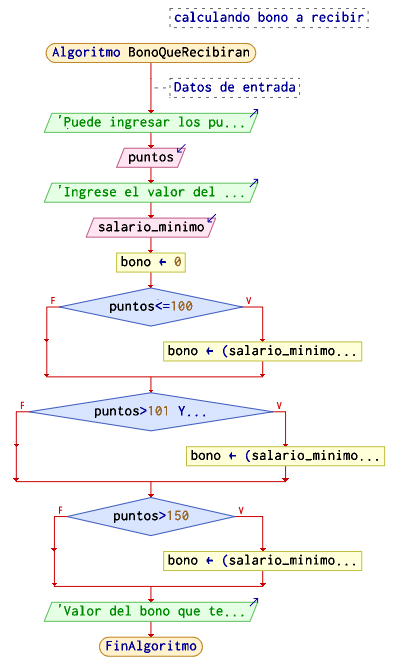 calculando bono a recibir
Algoritmo BonoQueRecibiran
Datos de entrada
'Puede ingresar los pu...
puntos
'Ingrese el valor del ...
salario_minimo
bono ← 0
puntos<=100
F
V
bono ← (salario_minimo...
puntos>101 Y...
F
V
bono ← (salario_minimo...
puntos>150
F
V
bono ← (salario_minimo...
'Valor del bono que te...
FinAlgoritmo